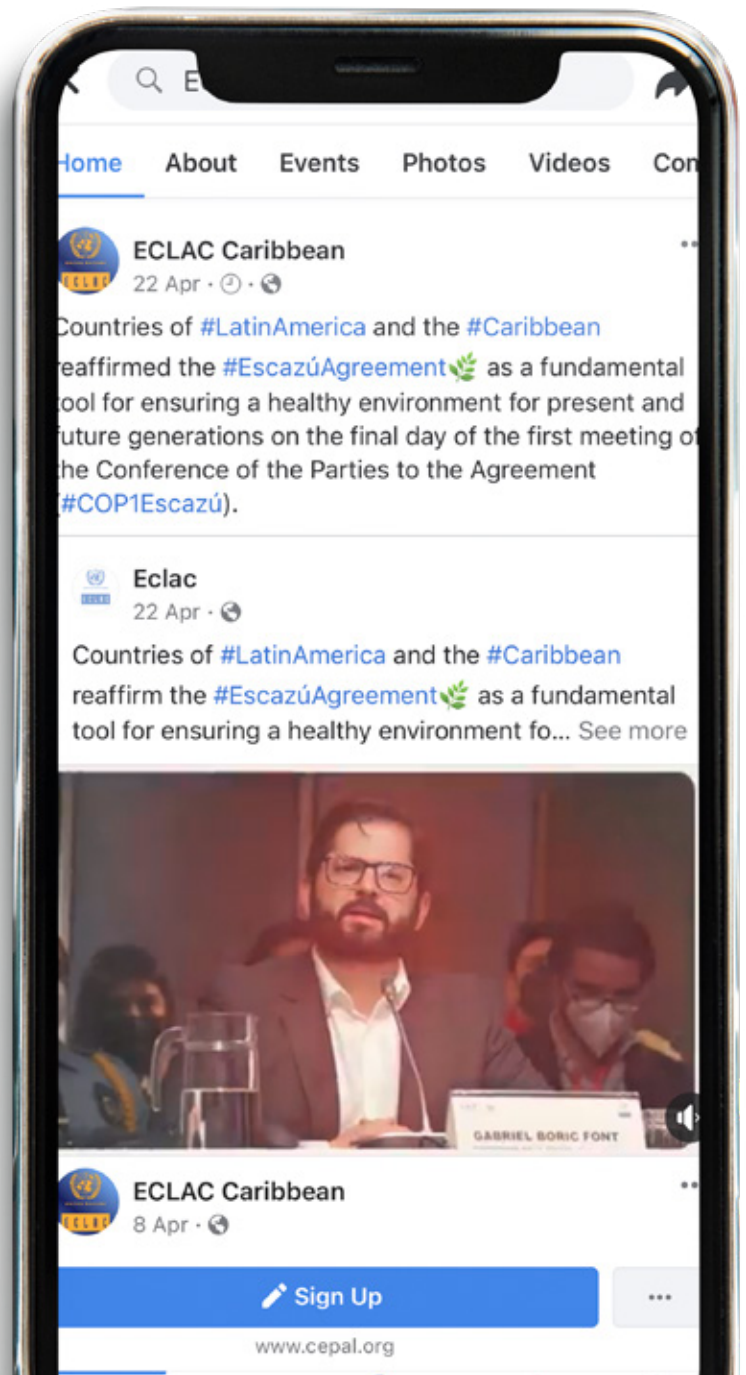 E
Home About Events Photos Videos Con
ECLAC Caribbean
22 Apr
Countries of #LatinAmerica and the #Caribbean
reaffirmed the #EscazúAgreement as a fundamental
tool for ensuring a healthy environment for present and
future generations on the final day of the first meeting of
the Conference of the Parties to the Agreement
(#COP1Escazú).
ECLAC
Eclac
22 Apr
Countries of #LatinAmerica and the #Caribbean
reaffirm the #EscazúAgreement as a fundamental
tool for ensuring a healthy environment fo... See more
GABRIEL BORIC FONT
ECLAC Caribbean
8 Apr
Sign Up
www.cepal.org